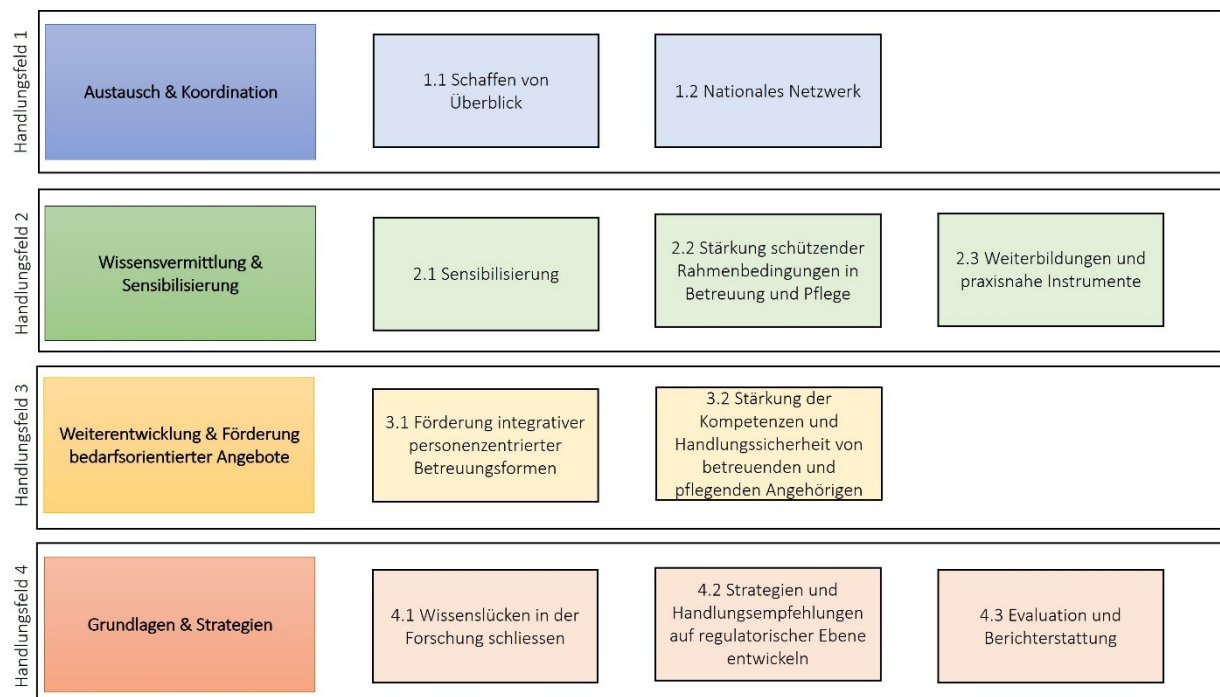 Handlungsfeld 1
Austausch & Koordination
1.1 Schaffen von
Überblick
1.2 Nationales Netzwerk
Handlungsfeld 2
Wissensvermittlung &
Sensibilisierung
2.1 Sensibilisierung
2.2 Stärkung schützender
Rahmenbedingungen in
Betreuung und Pflege
2.3 Weiterbildungen und
praxisnahe Instrumente
Handlungsfeld 3
Weiterentwicklung & Förderung
bedarfsorientierter Angebote
3.1 Förderung integrativer
personenzentrierter
Betreuungsformen
3.2 Stärkung der
Kompetenzen und
Handlungssicherheit von
betreuenden und
pflegenden Angehörigen
Handlungsfeld 4
Grundlagen & Strategien
4.1 Wissenslücken in der
Forschung schliessen
4.2 Strategien und
Handlungsempfehlungen
auf regulatorischer Ebene
entwickeln
4.3 Evaluation und
Berichterstattung